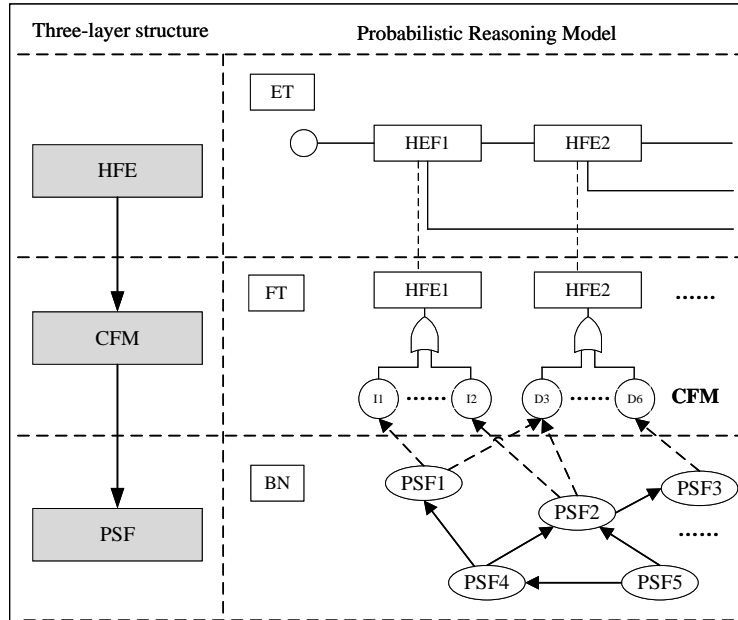 Three-layer structure
Probabilistic Reasoning Model
ET
HEF1
HFE2
HFE
FT
HFE1
HFE2
......
CFM
I1
......
I2
D3
......
D6
CFM
BN
PSF1
PSF3
PSF2
PSF
......
PSF4
PSF5